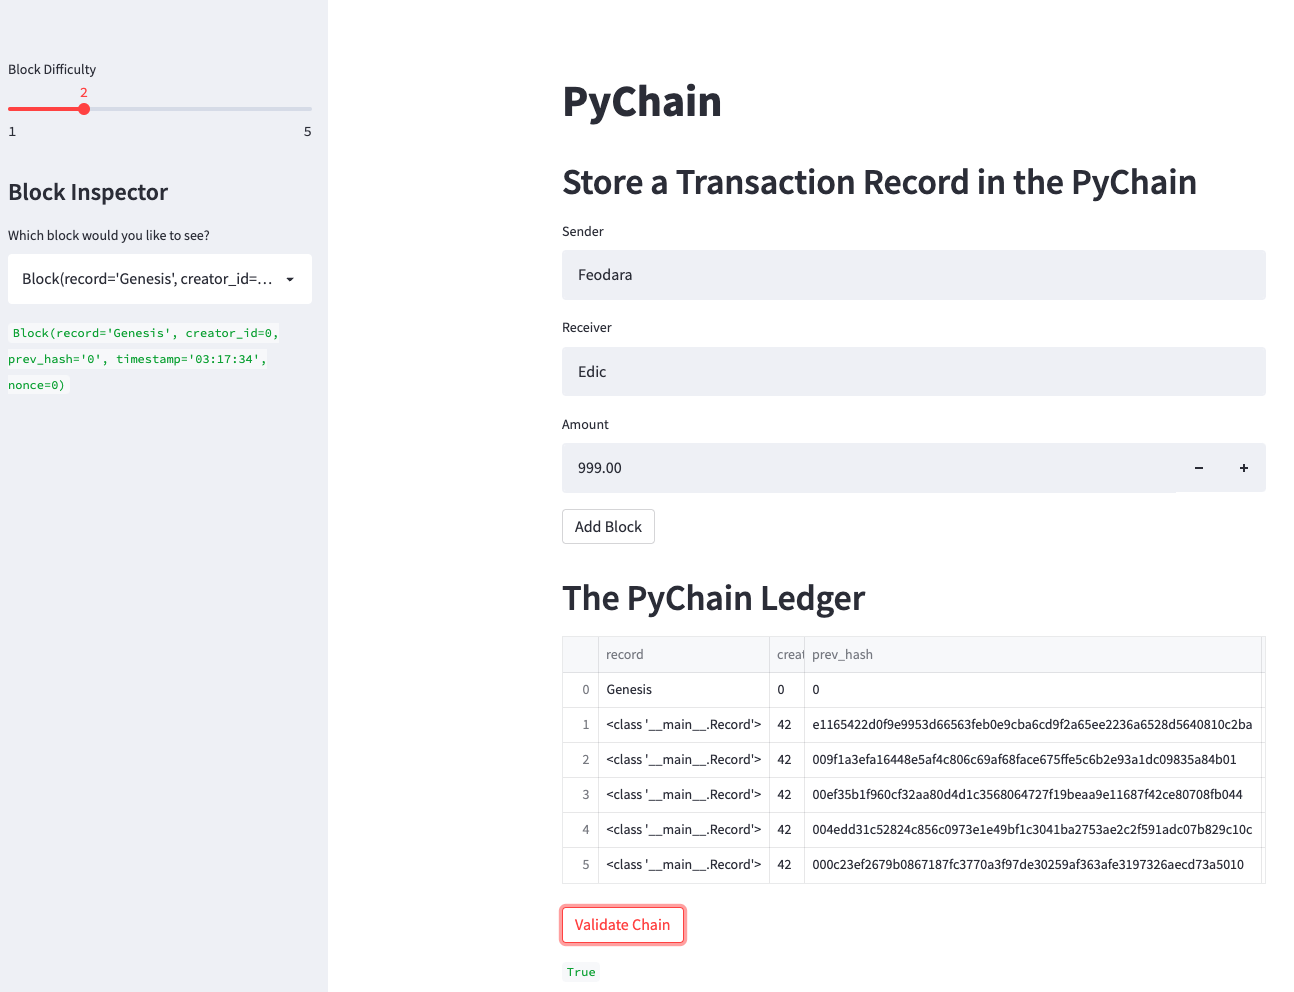 Block Difficulty
2
1 5
Block Inspector
Which block would you like to see?
Block(record='Genesis', creator_id=...
Block(record='Genesis', creator_id=0,
prev_hash='0', timestamp='03:17:34',
nonce=0)
PyChain
Store a Transaction Record in the PyChain
Sender
Feodara
Receiver
Edic
Amount
999.00 − +
Add Block
The PyChain Ledger
record creat prev_hash
0 Genesis 0 0
1 <class '__main__.Record'> 42 e1165422d0f9e9953d66563feb0e9cba6cd9f2a65ee2236a6528d5640810c2ba
2 <class '__main__.Record'> 42 009f1a3efa16448e5af4c806c69af68face675ffe5c6b2e93a1dc09835a84b01
3 <class '__main__.Record'> 42 00ef35b1f960cf32aa80d4d1c3568064727f19beaa9e11687f42ce80708fb044
4 <class '__main__.Record'> 42 004edd31c52824c856c0973e1e49bf1c3041ba2753ae2c2f591adc07b829c10c
5 <class '__main__.Record'> 42 000c23ef2679b0867187fc3770a3f97de30259af363afe3197326aecd73a5010
Validate Chain
True